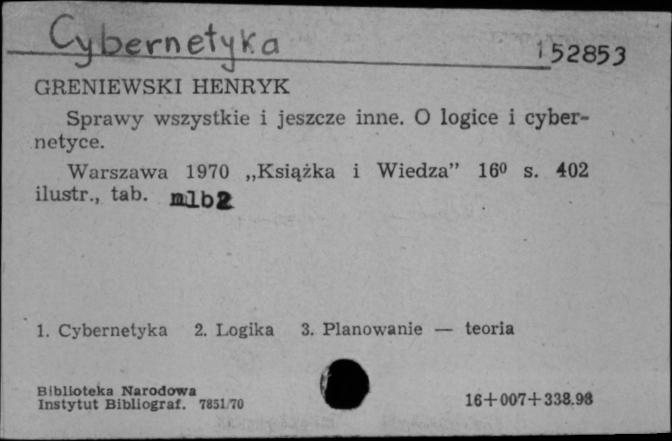 Cybernetyka
152853
GRENIEWSKI HENRYK
Sprawy wszystkie i jeszcze inne. O logice i cyber-
netyce.
Warszawa 1970 „Książka i Wiedza” 16⁰ s. 402
ilustr., tab. mlb2
1. Cybernetyka 2. Logika 3. Planowanie — teoria
Biblioteka Narodowa
Instytut Bibliograf. 7851/70
16+007+338.98